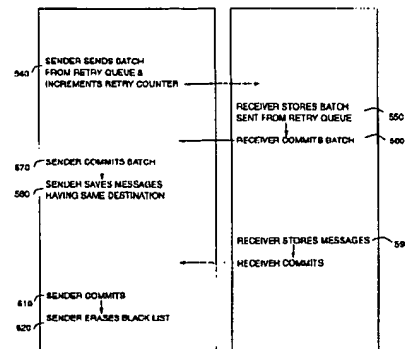 540 SENDER SENDS BATCH
FROM RETRY QUEUE &
INCREMENTS RETRY COUNTER
RECEIVER STORES BATCH 550
SENT FROM RETRY QUEUE
RECEIVER COMMITS BATCH 560
570 SENDER COMMITS BATCH
580 SENDER SAVES MESSAGES
HAVING SAME DESTINATION
RECEIVER STORES MESSAGES 59
RECEIVER COMMITS
610 SENDER COMMITS
620 SENDER ERASES BLACK LIST